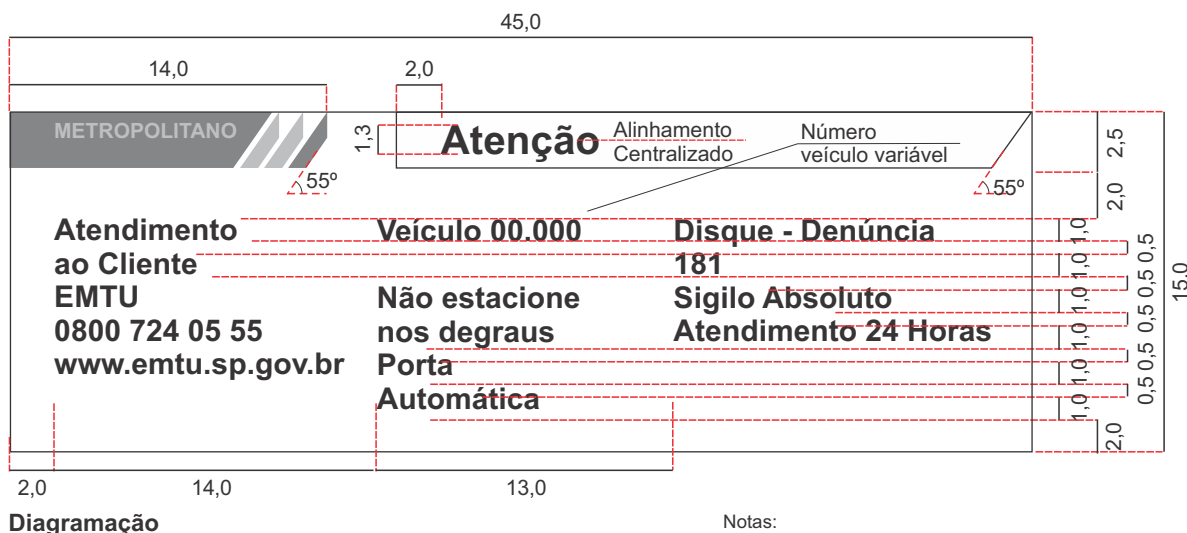 45,0
14,0
2,0
METROPOLITANO
1,3
Atenção
Alinhamento
Centralizado
Número
veículo variável
55º
55º
2,5
2,0
Atendimento
ao Cliente
EMTU
0800 724 05 55
www.emtu.sp.gov.br
Veículo 00.000
Não estacione
nos degraus
Porta
Automática
Disque - Denúncia
181
Sigilo Absoluto
Atendimento 24 Horas
1,0
1,0
1,0
1,0
1,0
1,0
0,5
0,5
0,5
0,5
0,5
2,0
15,0
2,0
14,0
13,0
Diagramação
Notas: